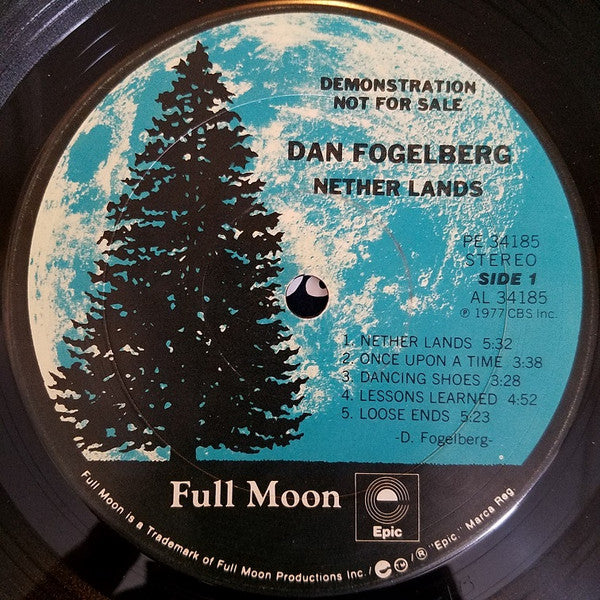 DEMONSTRATION
NOT FOR SALE
DAN FOGELBERG
NETHER LANDS
PE 34185
STEREO
SIDE 1
AL 34185
℗ 1977 CBS Inc.
1. NETHER LANDS 5:32
2. ONCE UPON A TIME 3:38
3. DANCING SHOES 3:28
4. LESSONS LEARNED 4:52
5. LOOSE ENDS 5:23
-D. Fogelberg-
Full Moon
Epic
Full Moon is a Trademark of Full Moon Productions Inc./ e TM / ® "Epic." Marca Reg